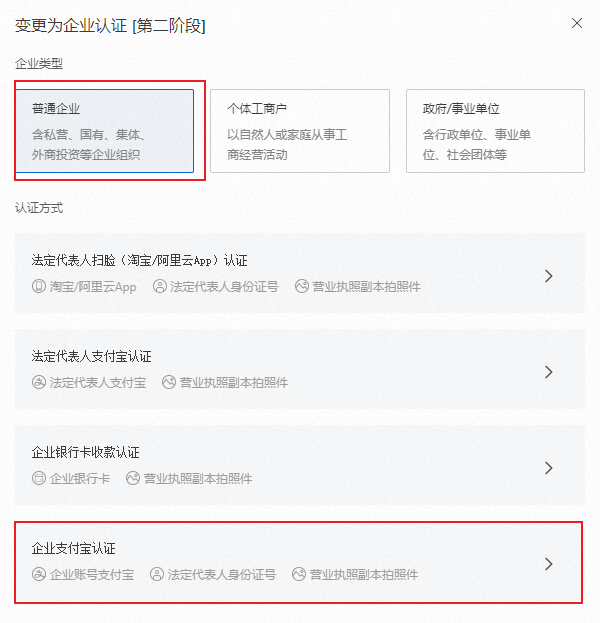 变更为企业认证 [第二阶段]
企业类型
普通企业
含私营、国有、集体、
外商投资等企业组织
个体工商户
以自然人或家庭从事工
商经营活动
政府/事业单位
含行政单位、事业单
位、社会团体等
认证方式
法定代表人扫脸（淘宝/阿里云App）认证
淘宝/阿里云App 法定代表人身份证号 营业执照副本拍照件
法定代表人支付宝认证
法定代表人支付宝 营业执照副本拍照件
企业银行卡收款认证
企业银行卡 营业执照副本拍照件
企业支付宝认证
企业账号支付宝 法定代表人身份证号 营业执照副本拍照件